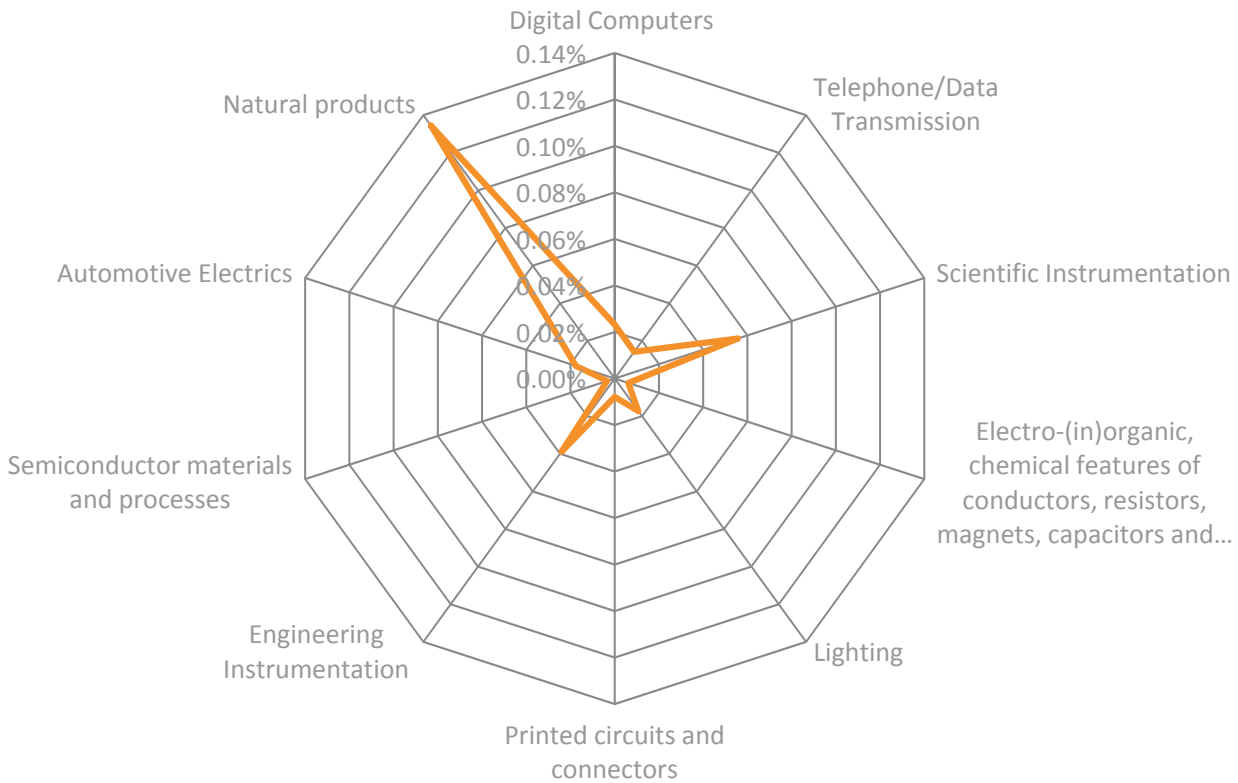 Digital Computers
0.14%
0.12%
0.10%
0.08%
0.06%
0.04%
0.02%
0.00%
Telephone/Data
Transmission
Scientific Instrumentation
Electro-(in)organic,
chemical features of
conductors, resistors,
magnets, capacitors and…
Lighting
Printed circuits and
connectors
Engineering
Instrumentation
Semiconductor materials
and processes
Automotive Electrics
Natural products